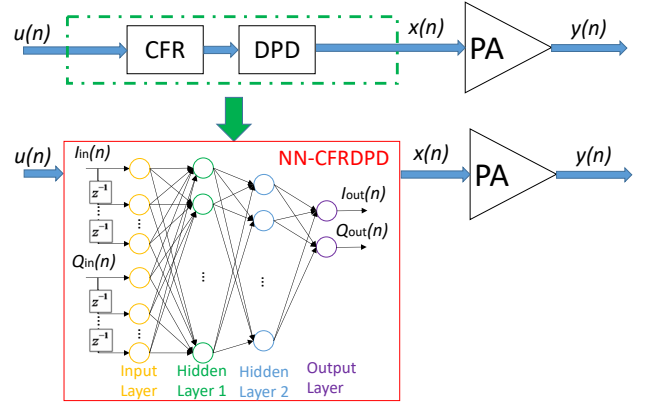 u(n) CFR DPD x(n) PA y(n)
u(n) NN-CFRDPD x(n) PA y(n)
Iin(n)
z⁻¹
...
z⁻¹
...
Iout(n)
Qout(n)
Qin(n)
z⁻¹
...
z⁻¹
...
...
...
Input Layer
Hidden Layer 1
Hidden Layer 2
Output Layer